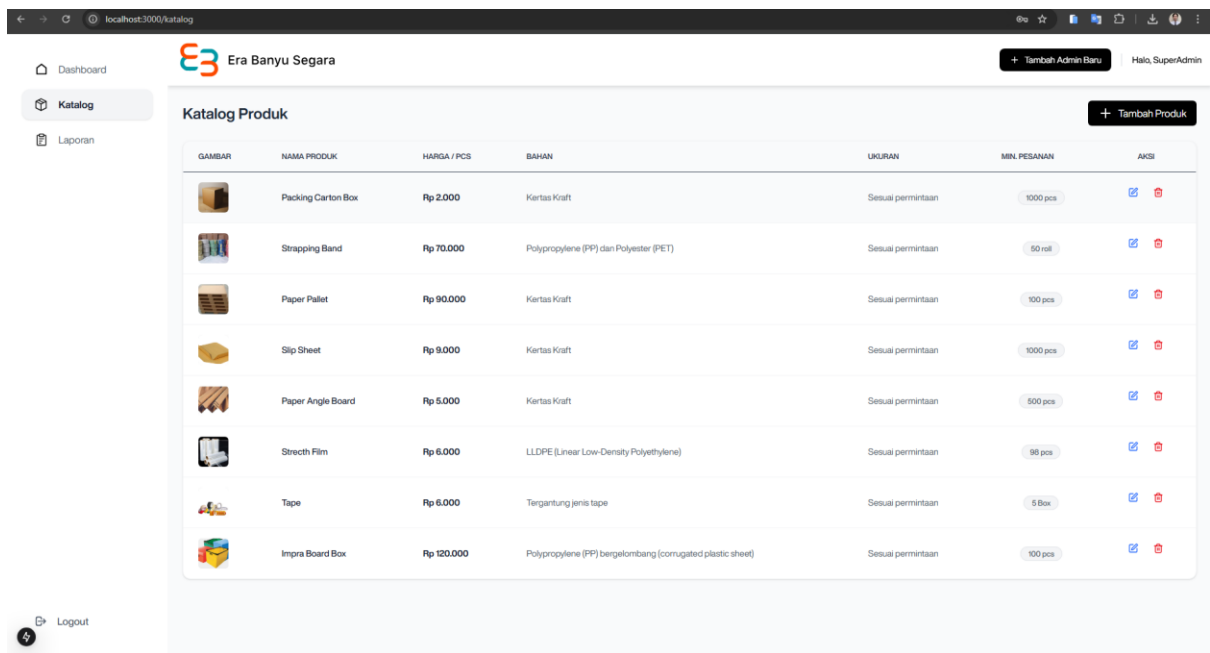 localhost:3000/katalog
Era Banyu Segara
+ Tambah Admin Baru
Halo, SuperAdmin
Dashboard
Katalog
Laporan
Logout
Katalog Produk
+ Tambah Produk
GAMBAR NAMA PRODUK HARGA / PCS BAHAN UKURAN MIN. PESANAN AKSI
Packing Carton Box Rp 2.000 Kertas Kraft Sesuai permintaan 1000 pcs
Strapping Band Rp 70.000 Polypropylene (PP) dan Polyester (PET) Sesuai permintaan 50 roll
Paper Pallet Rp 90.000 Kertas Kraft Sesuai permintaan 100 pcs
Slip Sheet Rp 9.000 Kertas Kraft Sesuai permintaan 1000 pcs
Paper Angle Board Rp 5.000 Kertas Kraft Sesuai permintaan 500 pcs
Strecth Film Rp 6.000 LLDPE (Linear Low-Density Polyethylene) Sesuai permintaan 98 pcs
Tape Rp 6.000 Tergantung jenis tape Sesuai permintaan 5 Box
Impra Board Box Rp 120.000 Polypropylene (PP) bergelombang (corrugated plastic sheet) Sesuai permintaan 100 pcs